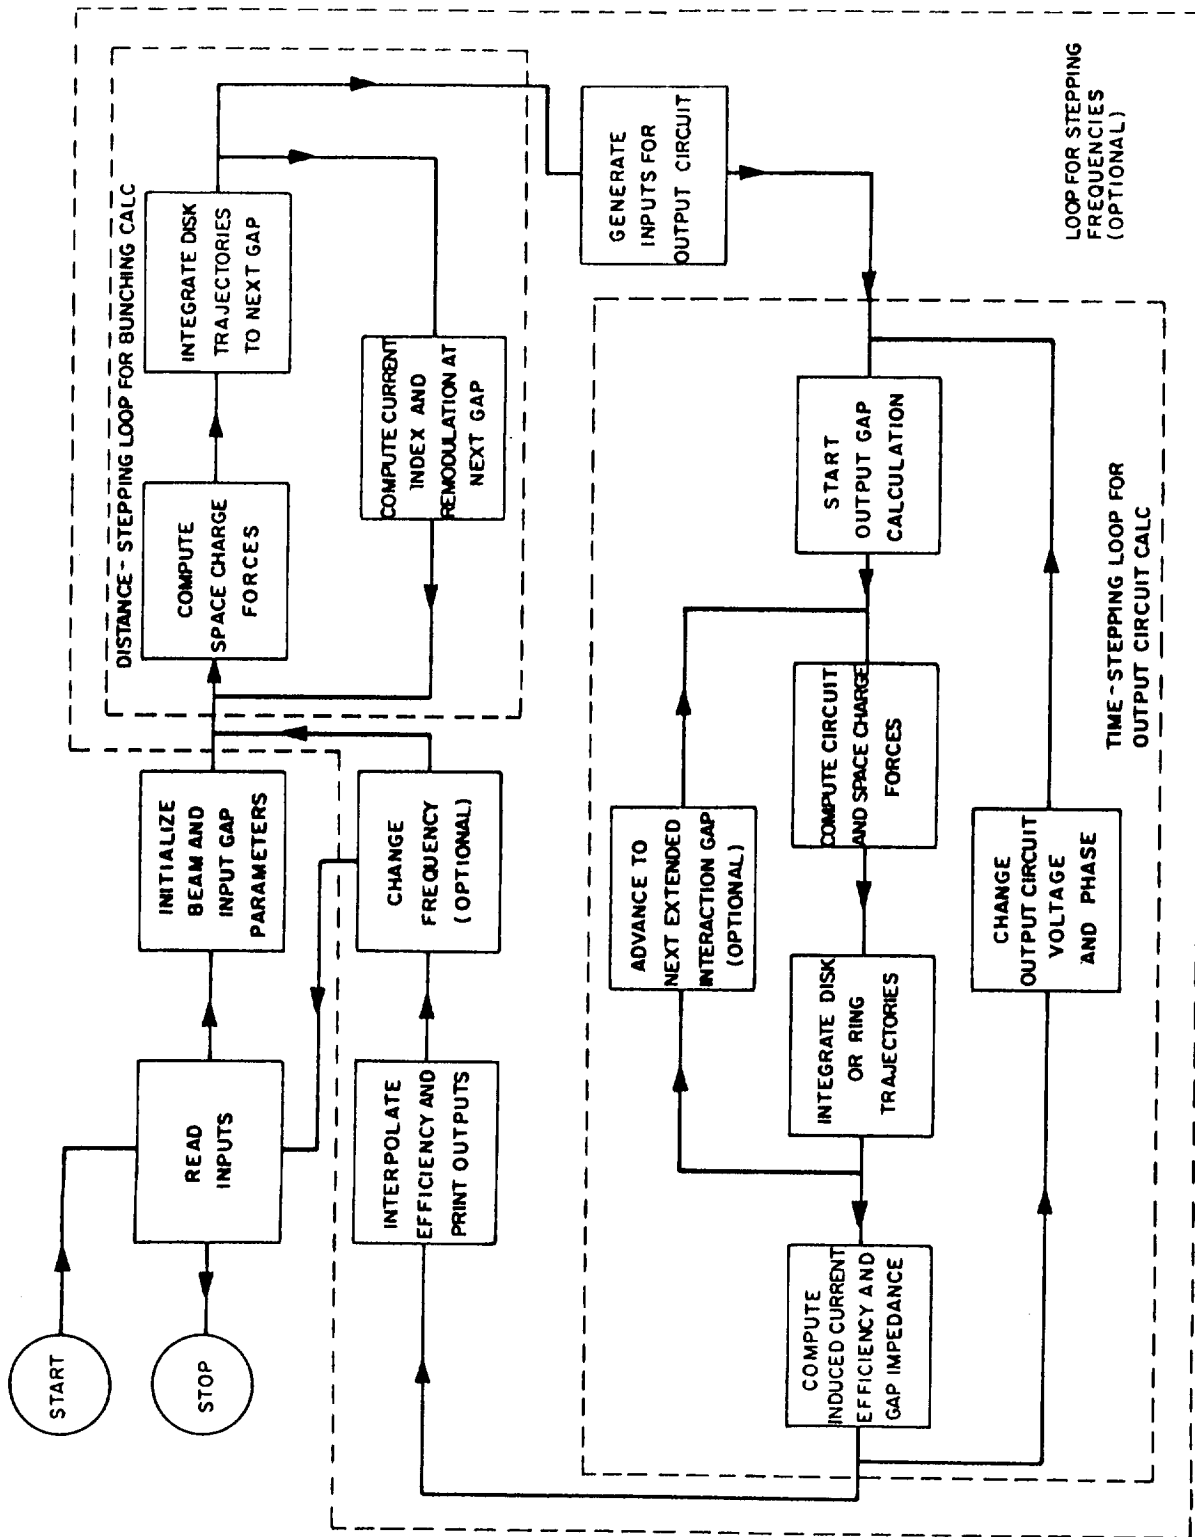 START
STOP
READ
INPUTS
INITIALIZE
BEAM AND
INPUT GAP
PARAMETERS
DISTANCE-STEPPING LOOP FOR BUNCHING CALC
COMPUTE
SPACE CHARGE
FORCES
INTEGRATE DISK
TRAJECTORIES
TO NEXT GAP
COMPUTE CURRENT
INDEX AND
REMODULATION AT
NEXT GAP
INTERPOLATE
EFFICIENCY AND
PRINT OUTPUTS
CHANGE
FREQUENCY
(OPTIONAL)
GENERATE
INPUTS FOR
OUTPUT CIRCUIT
ADVANCE TO
NEXT EXTENDED
INTERACTION GAP
(OPTIONAL)
COMPUTE
INDUCED CURRENT
EFFICIENCY AND
GAP IMPEDANCE
INTEGRATE DISK
OR RING
TRAJECTORIES
COMPUTE CIRCUIT
AND SPACE CHARGE
FORCES
START
OUTPUT GAP
CALCULATION
CHANGE
OUTPUT CIRCUIT
VOLTAGE
AND PHASE
TIME-STEPPING LOOP FOR
OUTPUT CIRCUIT CALC
LOOP FOR STEPPING
FREQUENCIES
(OPTIONAL)